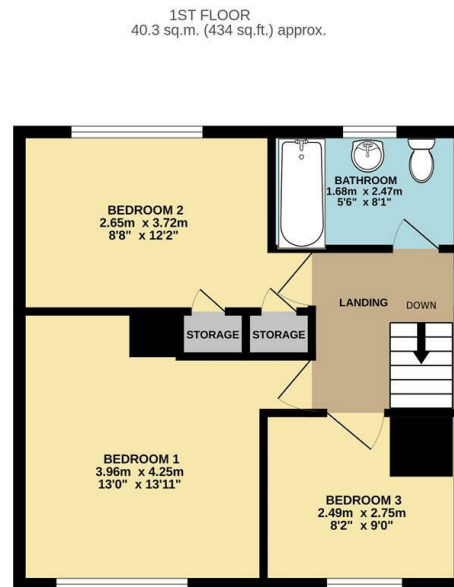 1ST FLOOR
40.3 sq.m. (434 sq.ft.) approx.
BATHROOM
1.68m x 2.47m
5'6" x 8'1"
BEDROOM 2
2.65m x 3.72m
8'8" x 12'2"
LANDING
DOWN
STORAGE
STORAGE
BEDROOM 1
3.96m x 4.25m
13'0" x 13'11"
BEDROOM 3
2.49m x 2.75m
8'2" x 9'0"